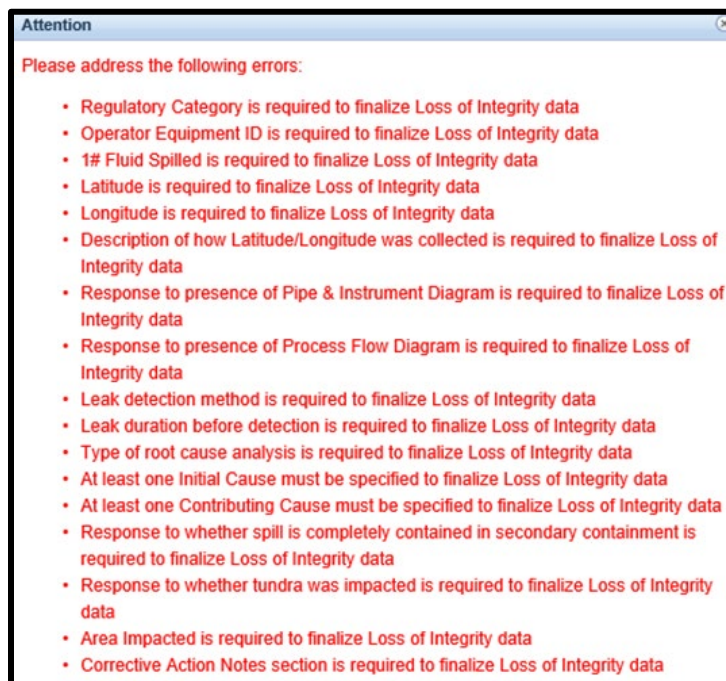 Attention
Please address the following errors:
• Regulatory Category is required to finalize Loss of Integrity data
• Operator Equipment ID is required to finalize Loss of Integrity data
• 1# Fluid Spilled is required to finalize Loss of Integrity data
• Latitude is required to finalize Loss of Integrity data
• Longitude is required to finalize Loss of Integrity data
• Description of how Latitude/Longitude was collected is required to finalize Loss of
Integrity data
• Response to presence of Pipe & Instrument Diagram is required to finalize Loss of
Integrity data
• Response to presence of Process Flow Diagram is required to finalize Loss of
Integrity data
• Leak detection method is required to finalize Loss of Integrity data
• Leak duration before detection is required to finalize Loss of Integrity data
• Type of root cause analysis is required to finalize Loss of Integrity data
• At least one Initial Cause must be specified to finalize Loss of Integrity data
• At least one Contributing Cause must be specified to finalize Loss of Integrity data
• Response to whether spill is completely contained in secondary containment is
required to finalize Loss of Integrity data
• Response to whether tundra was impacted is required to finalize Loss of Integrity
data
• Area Impacted is required to finalize Loss of Integrity data
• Corrective Action Notes section is required to finalize Loss of Integrity data